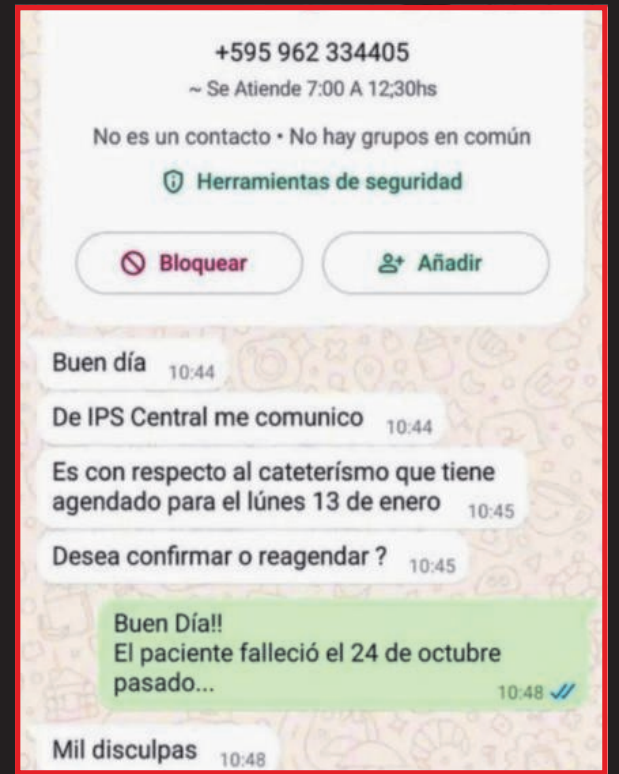 +595 962 334405
~ Se Atiende 7:00 A 12;30hs
No es un contacto • No hay grupos en común
Herramientas de seguridad
Bloquear
Añadir
Buen día 10:44
De IPS Central me comunico 10:44
Es con respecto al cateterísmo que tiene
agendado para el lúnes 13 de enero 10:45
Desea confirmar o reagendar ? 10:45
Buen Día!!
El paciente falleció el 24 de octubre
pasado... 10:48
Mil disculpas 10:48